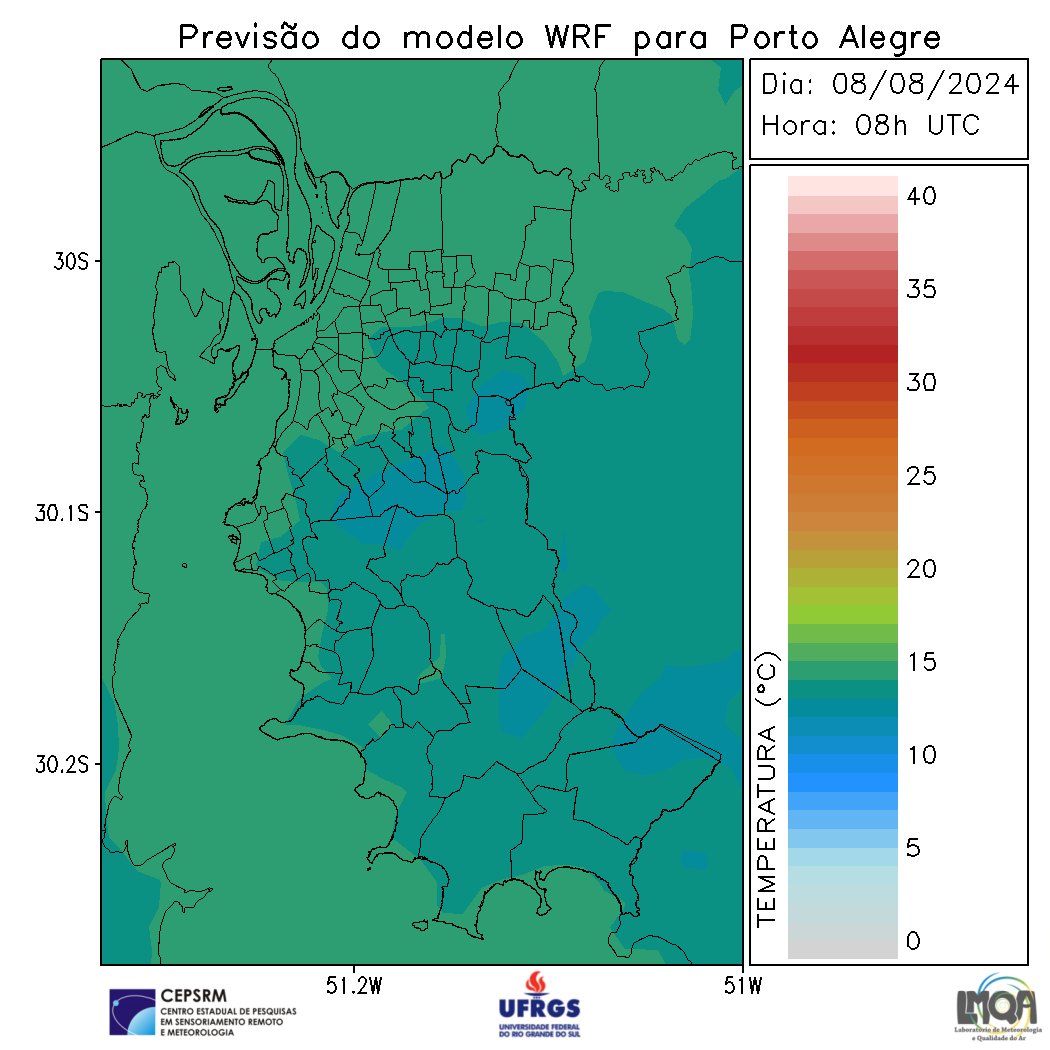 Previsão do modelo WRF para Porto Alegre
Dia: 08/08/2024
Hora: 08h UTC
30S
30.1S
30.2S
51.2W
51W
40
35
30
25
20
15
10
5
0
TEMPERATURA (°C)
CEPSRM
CENTRO ESTADUAL DE PESQUISAS
EM SENSORIAMENTO REMOTO
E METEOROLOGIA
UFRGS
UNIVERSIDADE FEDERAL
DO RIO GRANDE DO SUL
LMQA
Laboratório de Meteorologia
e Qualidade do Ar